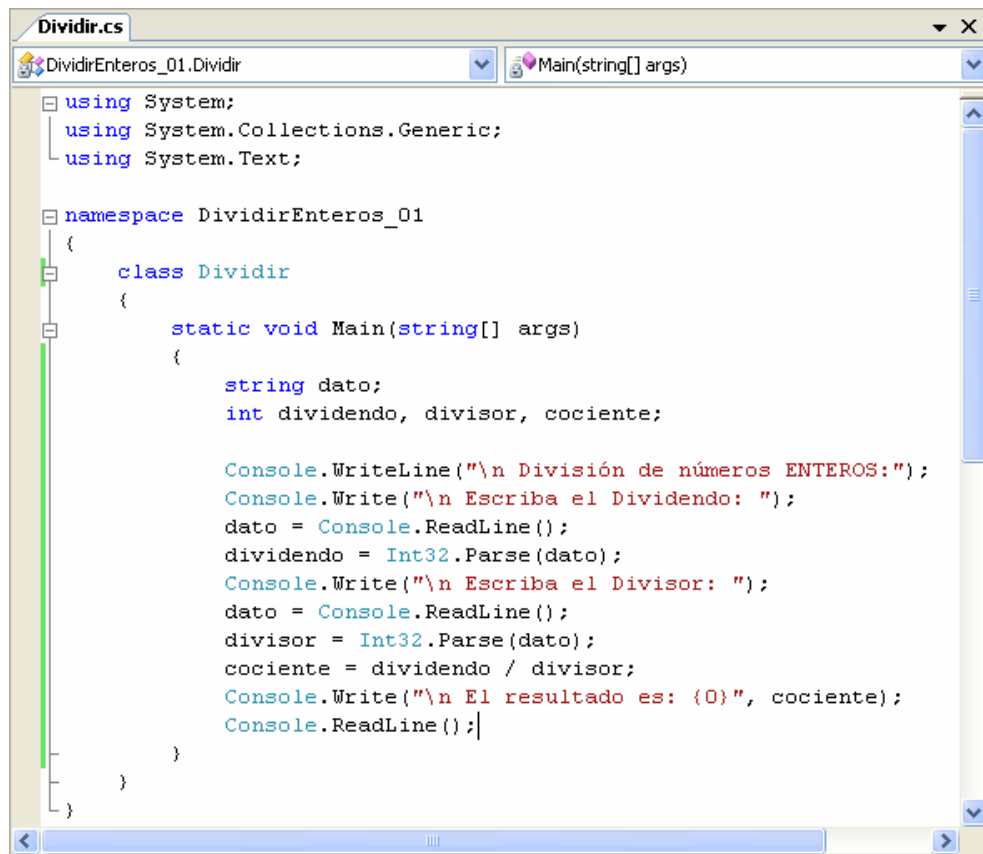 Dividir.cs
DividirEnteros_01.Dividir
Main(string[] args)
using System;
using System.Collections.Generic;
using System.Text;
namespace DividirEnteros_01
{
class Dividir
{
static void Main(string[] args)
{
string dato;
int dividendo, divisor, cociente;
Console.WriteLine("\n División de números ENTEROS:");
Console.Write("\n Escriba el Dividendo: ");
dato = Console.ReadLine();
dividendo = Int32.Parse(dato);
Console.Write("\n Escriba el Divisor: ");
dato = Console.ReadLine();
divisor = Int32.Parse(dato);
cociente = dividendo / divisor;
Console.Write("\n El resultado es: {0}", cociente);
Console.ReadLine();
}
}
}